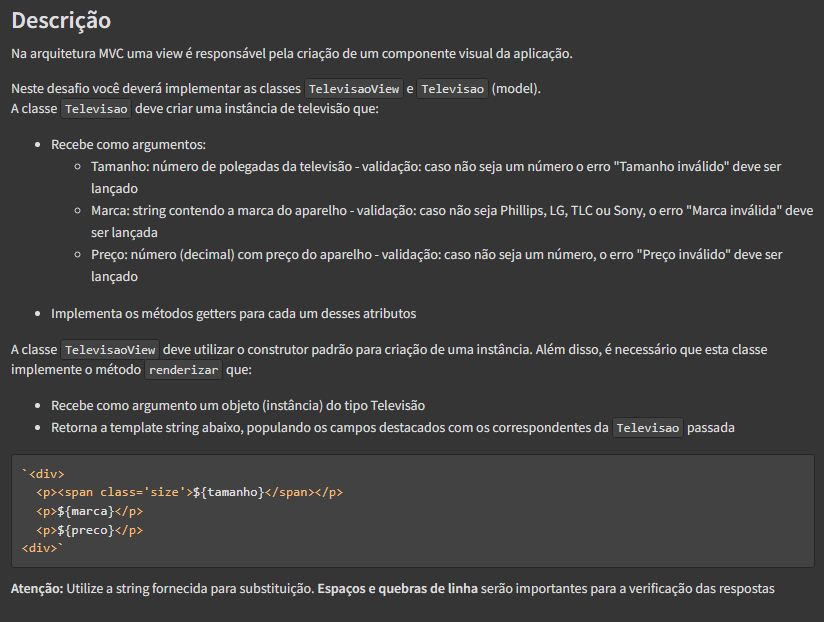 Descrição
Na arquitetura MVC uma view é responsável pela criação de um componente visual da aplicação.
Neste desafio você deverá implementar as classes TelevisaoView e Televisao (model).
A classe Televisao deve criar uma instância de televisão que:
• Recebe como argumentos:
◦ Tamanho: número de polegadas da televisão - validação: caso não seja um número o erro "Tamanho inválido" deve ser
lançado
◦ Marca: string contendo a marca do aparelho - validação: caso não seja Phillips, LG, TLC ou Sony, o erro "Marca inválida" deve
ser lançada
◦ Preço: número (decimal) com preço do aparelho - validação: caso não seja um número, o erro "Preço inválido" deve ser
lançado
• Implementa os métodos getters para cada um desses atributos
A classe TelevisaoView deve utilizar o construtor padrão para criação de uma instância. Além disso, é necessário que esta classe
implemente o método renderizar que:
• Recebe como argumento um objeto (instância) do tipo Televisão
• Retorna a template string abaixo, populando os campos destacados com os correspondentes da Televisao passada
`<div>
  <p><span class='size'>${tamanho}</span></p>
  <p>${marca}</p>
  <p>${preco}</p>
<div>`
Atenção: Utilize a string fornecida para substituição. Espaços e quebras de linha serão importantes para a verificação das respostas